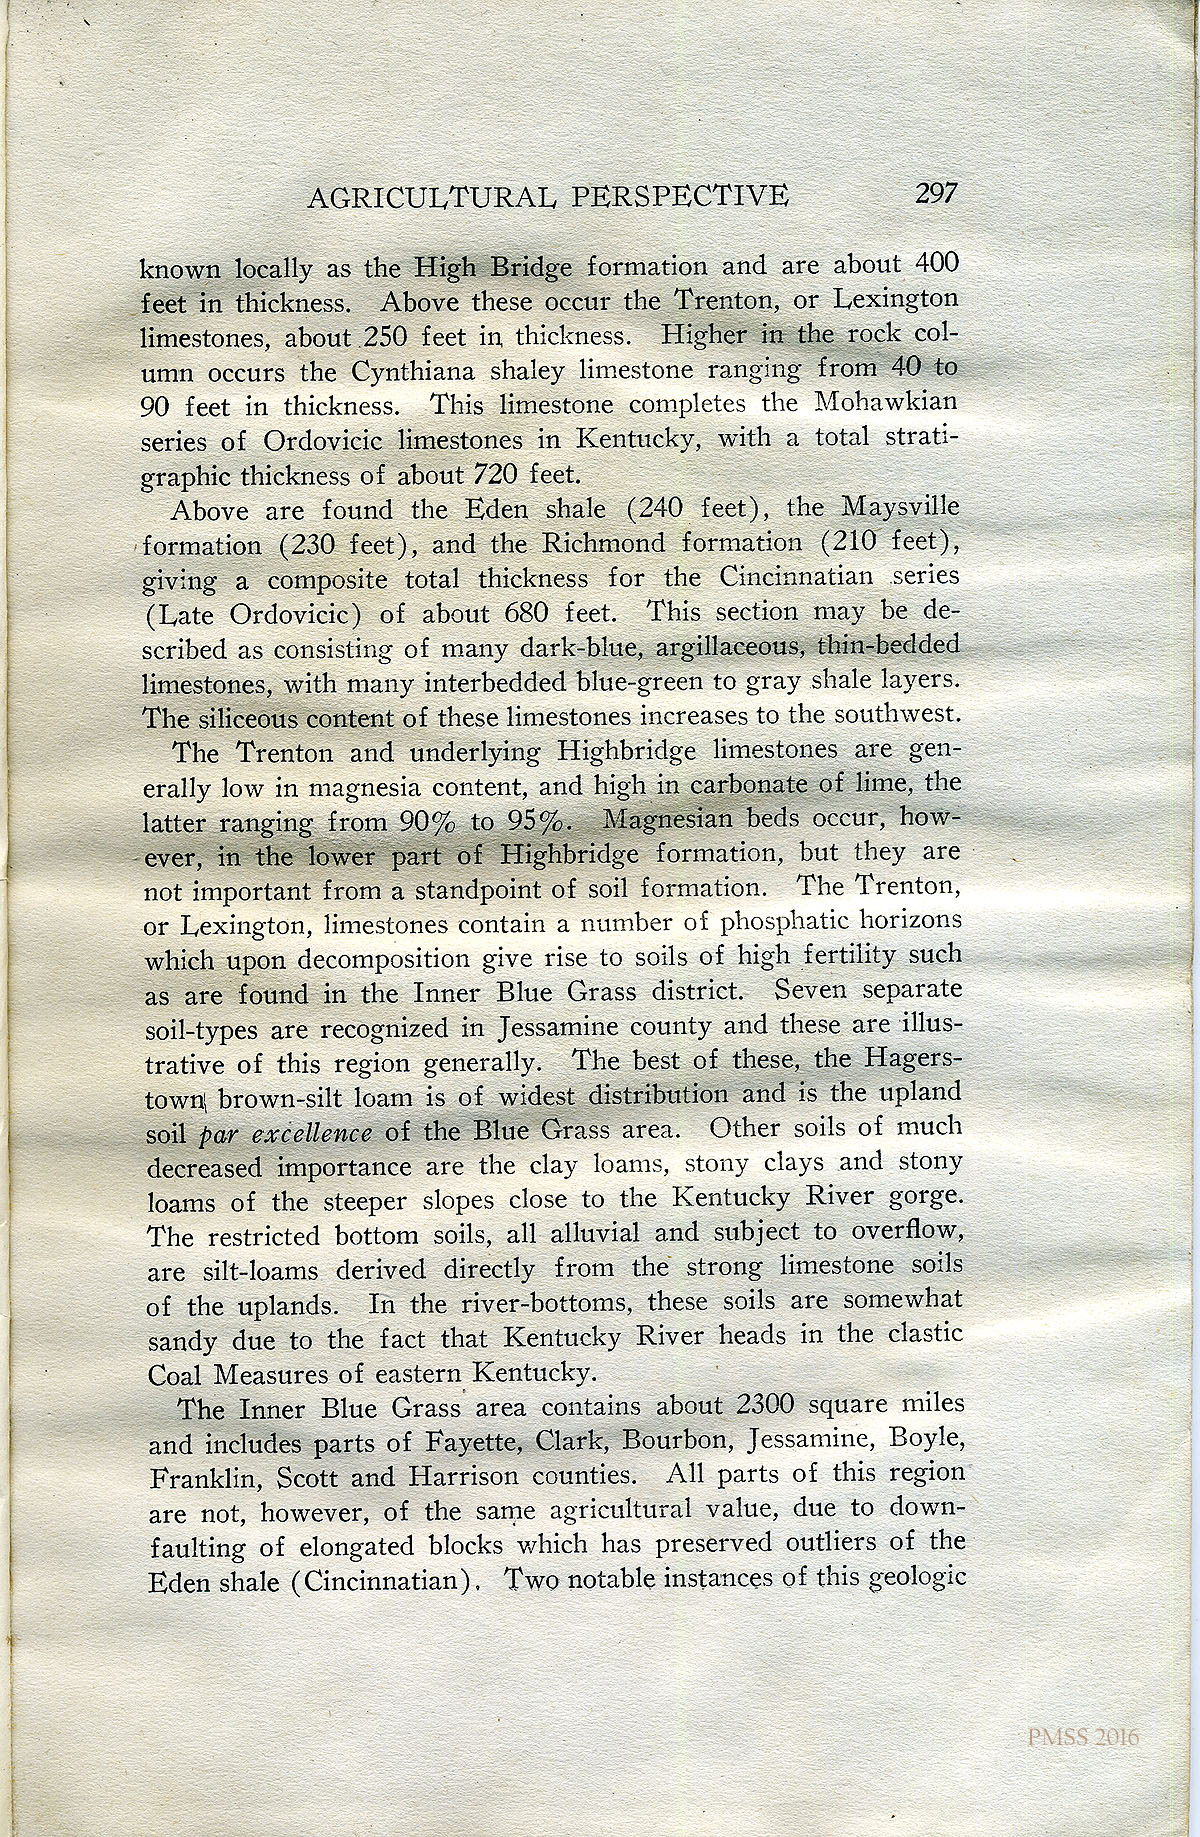 AGRICULTURAL PERSPECTIVE 297
known locally as the High Bridge formation and are about 400
feet in thickness. Above these occur the Trenton, or Lexington
limestones, about 250 feet in thickness. Higher in the rock col-
umn occurs the Cynthiana shaley limestone ranging from 40 to
90 feet in thickness. This limestone completes the Mohawkian
series of Ordovicic limestones in Kentucky, with a total strati-
graphic thickness of about 720 feet.
Above are found the Eden shale (240 feet), the Maysville
formation (230 feet), and the Richmond formation (210 feet),
giving a composite total thickness for the Cincinnatian series
(Late Ordovicic) of about 680 feet. This section may be de-
scribed as consisting of many dark-blue, argillaceous, thin-bedded
limestones, with many interbedded blue-green to gray shale layers.
The siliceous content of these limestones increases to the southwest.
The Trenton and underlying Highbridge limestones are gen-
erally low in magnesia content, and high in carbonate of lime, the
latter ranging from 90% to 95%. Magnesian beds occur, how-
ever, in the lower part of Highbridge formation, but they are
not important from a standpoint of soil formation. The Trenton,
or Lexington, limestones contain a number of phosphatic horizons
which upon decomposition give rise to soils of high fertility such
as are found in the Inner Blue Grass district. Seven separate
soil-types are recognized in Jessamine county and these are illus-
trative of this region generally. The best of these, the Hagers-
town brown-silt loam is of widest distribution and is the upland
soil par excellence of the Blue Grass area. Other soils of much
decreased importance are the clay loams, stony clays and stony
loams of the steeper slopes close to the Kentucky River gorge.
The restricted bottom soils, all alluvial and subject to overflow,
are silt-loams derived directly from the strong limestone soils
of the uplands. In the river-bottoms, these soils are somewhat
sandy due to the fact that Kentucky River heads in the clastic
Coal Measures of eastern Kentucky.
The Inner Blue Grass area contains about 2300 square miles
and includes parts of Fayette, Clark, Bourbon, Jessamine, Boyle,
Franklin, Scott and Harrison counties. All parts of this region
are not, however, of the same agricultural value, due to down-
faulting of elongated blocks which has preserved outliers of the
Eden shale (Cincinnatian). Two notable instances of this geologic
PMSS 2016